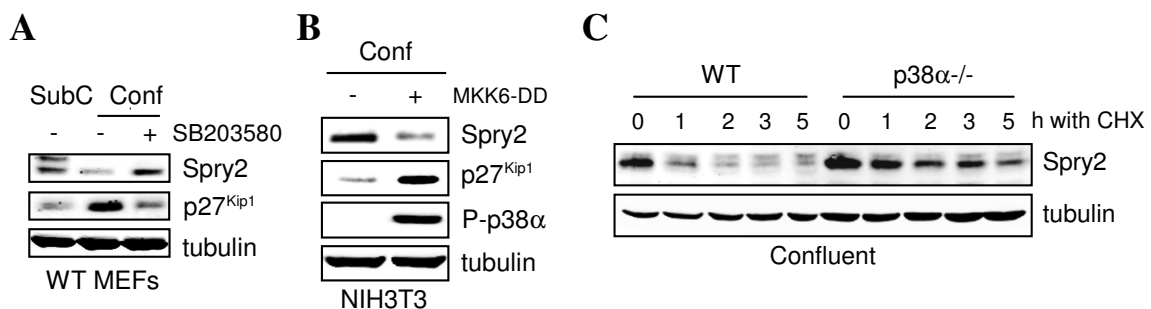 A
SubC Conf
- - + SB203580
Spry2
p27Kip1
tubulin
WT MEFs
B
Conf
- + MKK6-DD
Spry2
p27Kip1
P-p38α
tubulin
NIH3T3
C
WT p38α-/-
0 1 2 3 5 0 1 2 3 5 h with CHX
Spry2
tubulin
Confluent